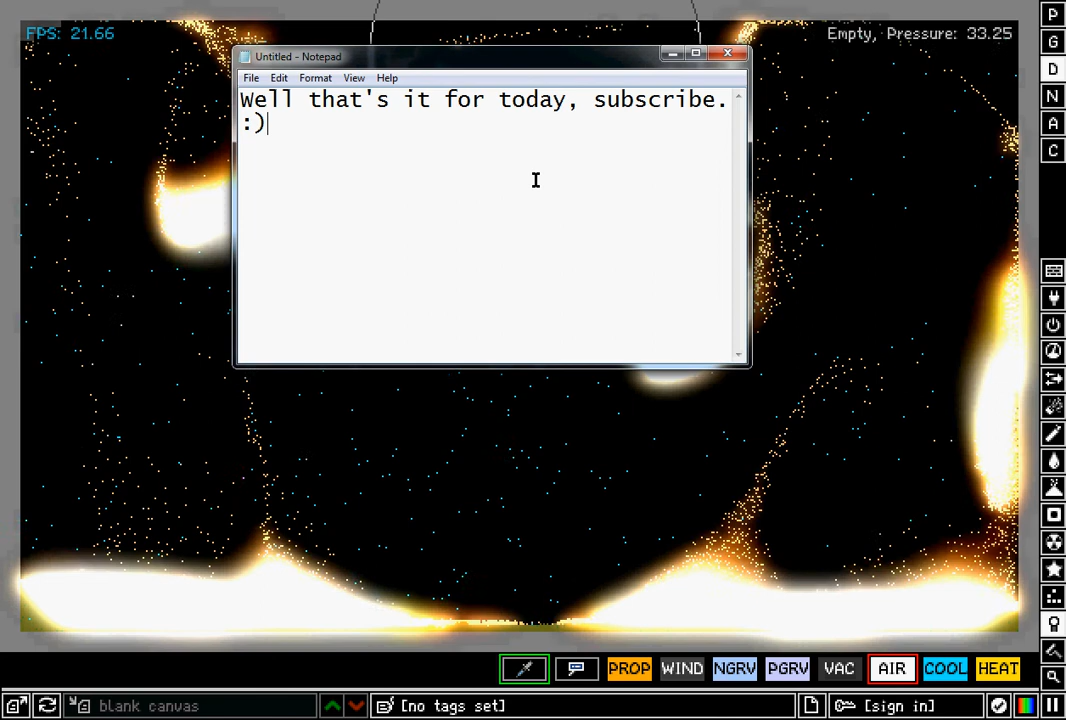 FPS: 21.66
Empty, Pressure: 33.25
Untitled - Notepad
File Edit Format View Help
Well that's it for today, subscribe.
:)
P
G
D
N
A
C
PROP WIND NGRV PGRV VAC AIR COOL HEAT
blank canvas
[no tags set]
[sign in]